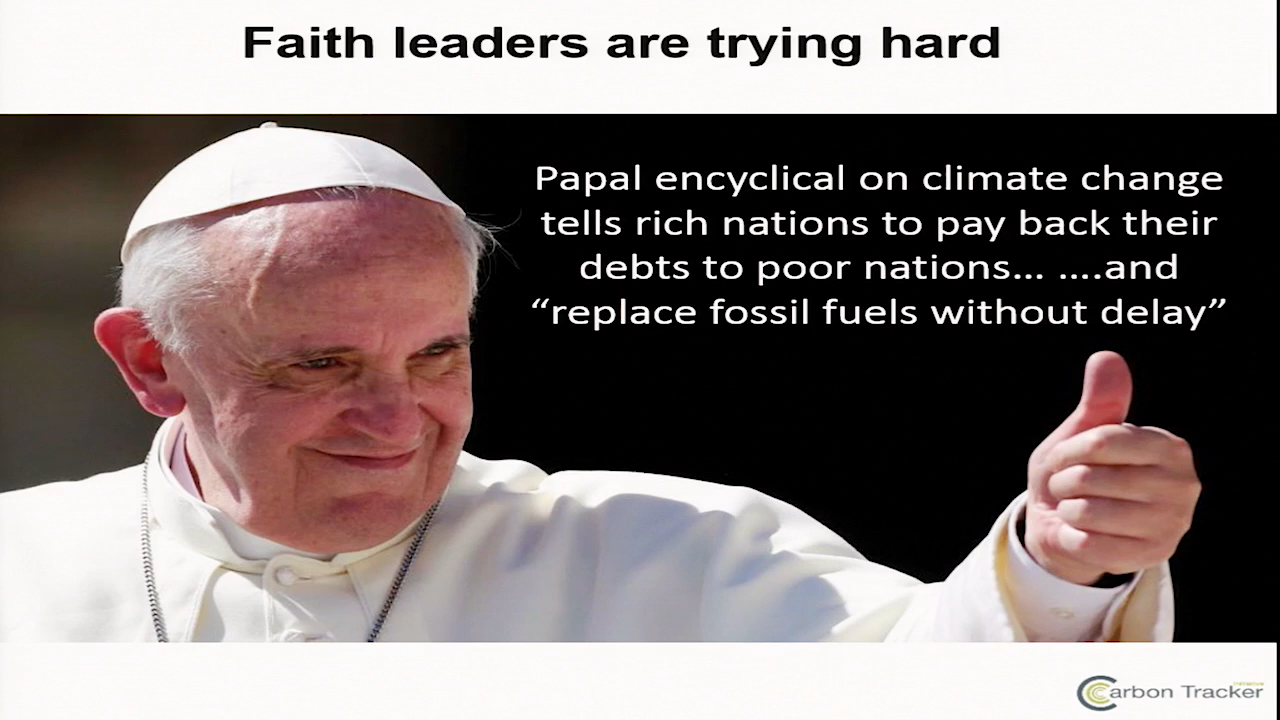 Faith leaders are trying hard
Papal encyclical on climate change
tells rich nations to pay back their
debts to poor nations... ....and
“replace fossil fuels without delay”
Initiative
Carbon Tracker